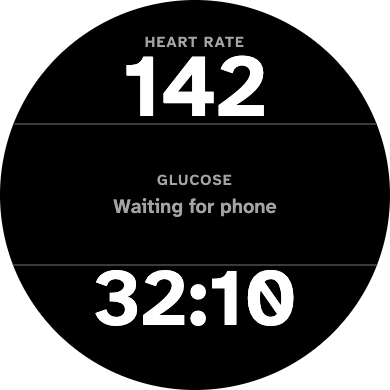 HEART RATE
142
GLUCOSE
Waiting for phone
32:10